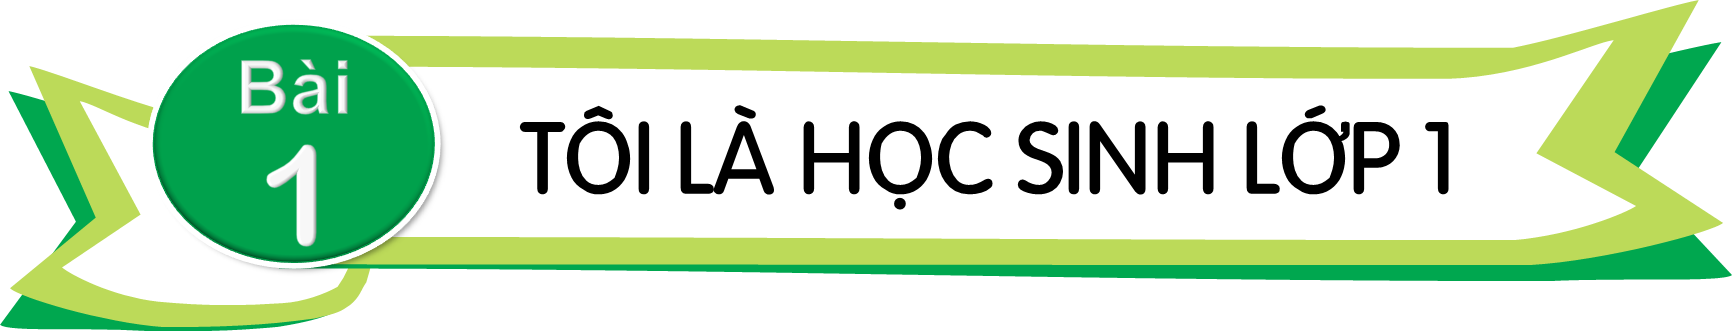 Bài
1
TÔI LÀ HỌC SINH LỚP 1